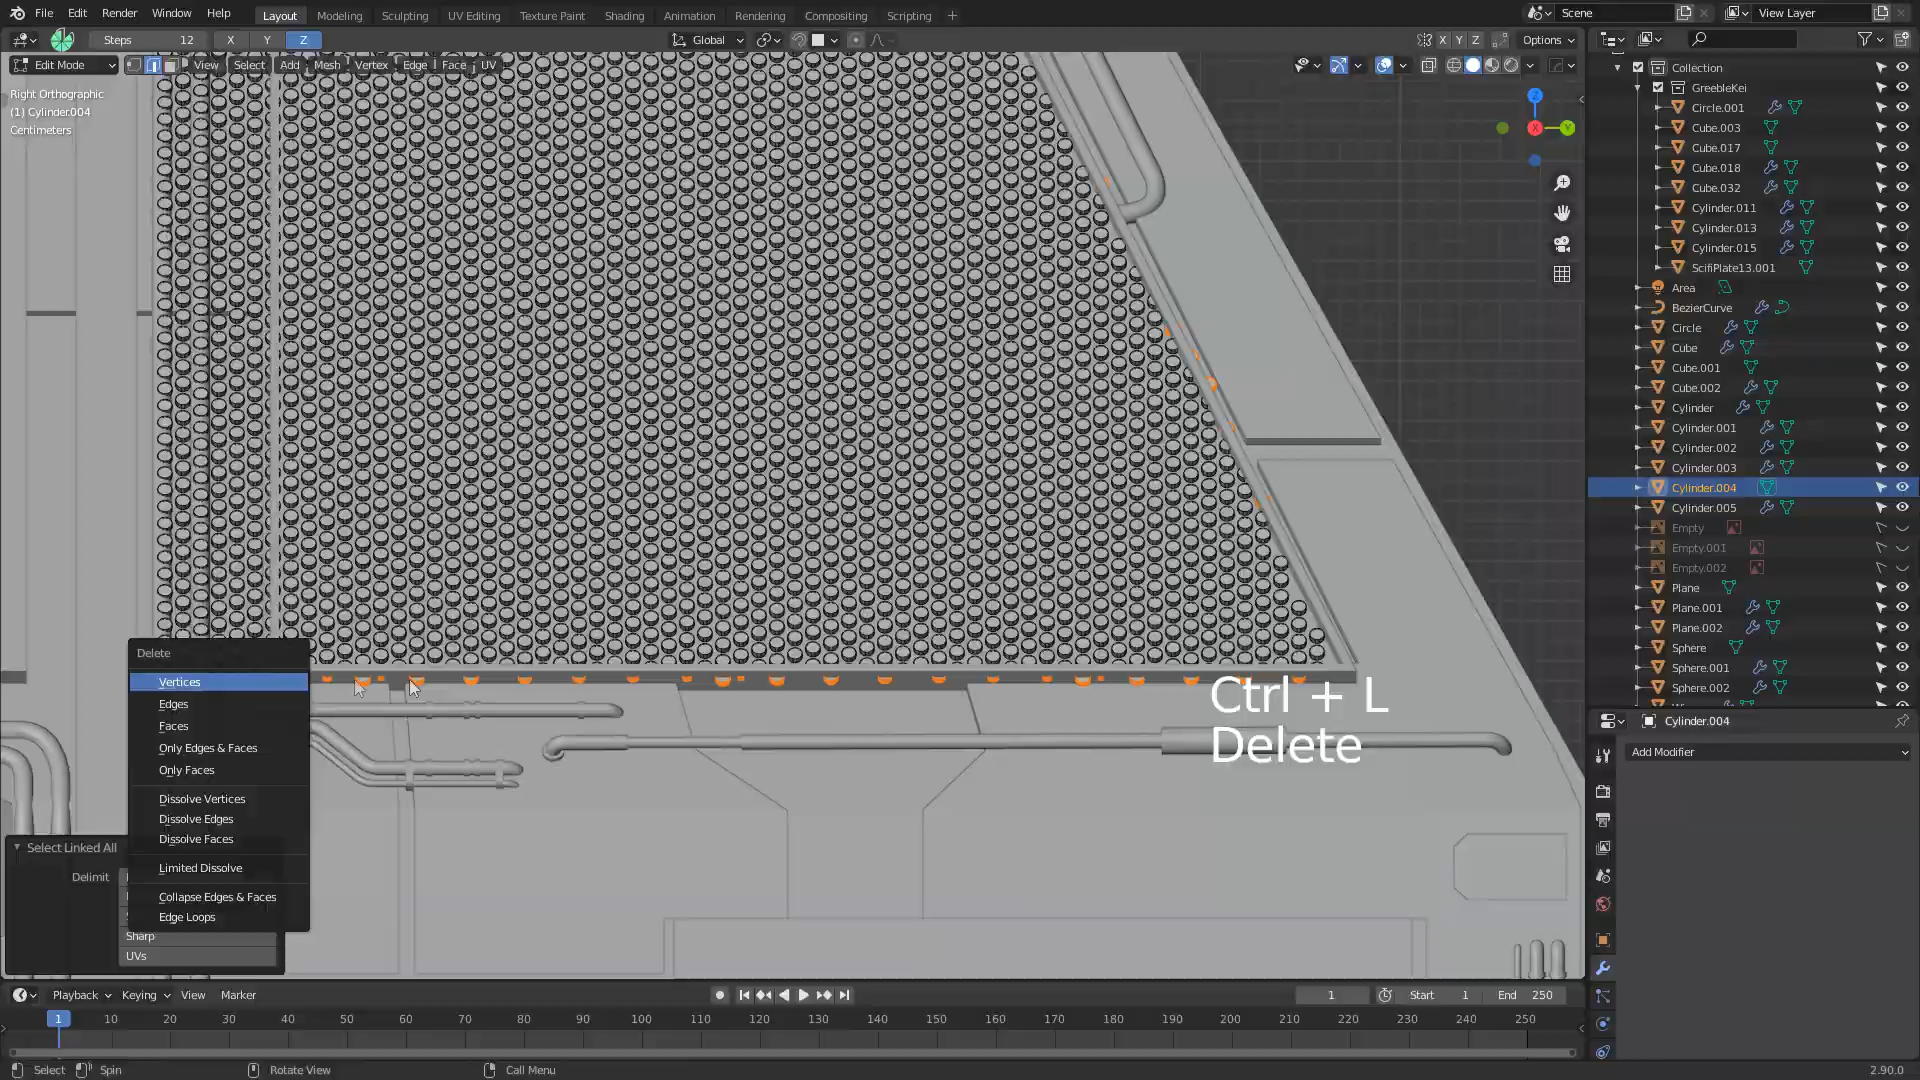 File Edit Render Window Help Layout Modeling Sculpting UV Editing Texture Paint Shading Animation Rendering Compositing Scripting Scene View Layer
Steps 12 X Y Z Global X Y Z Options
Edit Mode View Select Add Mesh Vertex Edge Face UV
Right Orthographic
(1) Cylinder.004
Centimeters
Collection
GreebleKei
Circle.001
Cube.003
Cube.017
Cube.018
Cube.032
Cylinder.011
Cylinder.013
Cylinder.015
ScifiPlate13.001
Area
BezierCurve
Circle
Cube
Cube.001
Cube.002
Cylinder
Cylinder.001
Cylinder.002
Cylinder.003
Cylinder.004
Cylinder.005
Empty
Empty.001
Empty.002
Plane
Plane.001
Plane.002
Sphere
Sphere.001
Sphere.002
Cylinder.004
Add Modifier
Delete
Vertices
Edges
Faces
Only Edges & Faces
Only Faces
Dissolve Vertices
Dissolve Edges
Dissolve Faces
Limited Dissolve
Collapse Edges & Faces
Edge Loops
Select Linked All
Delimit
Sharp
UVs
Ctrl + L
Delete
Playback Keying View Marker 1 Start 1 End 250
1 10 20 30 40 50 60 70 80 90 100 110 120 130 140 150 160 170 180 190 200 210 220 230 240 250
Select Spin Rotate View Call Menu 2.90.0